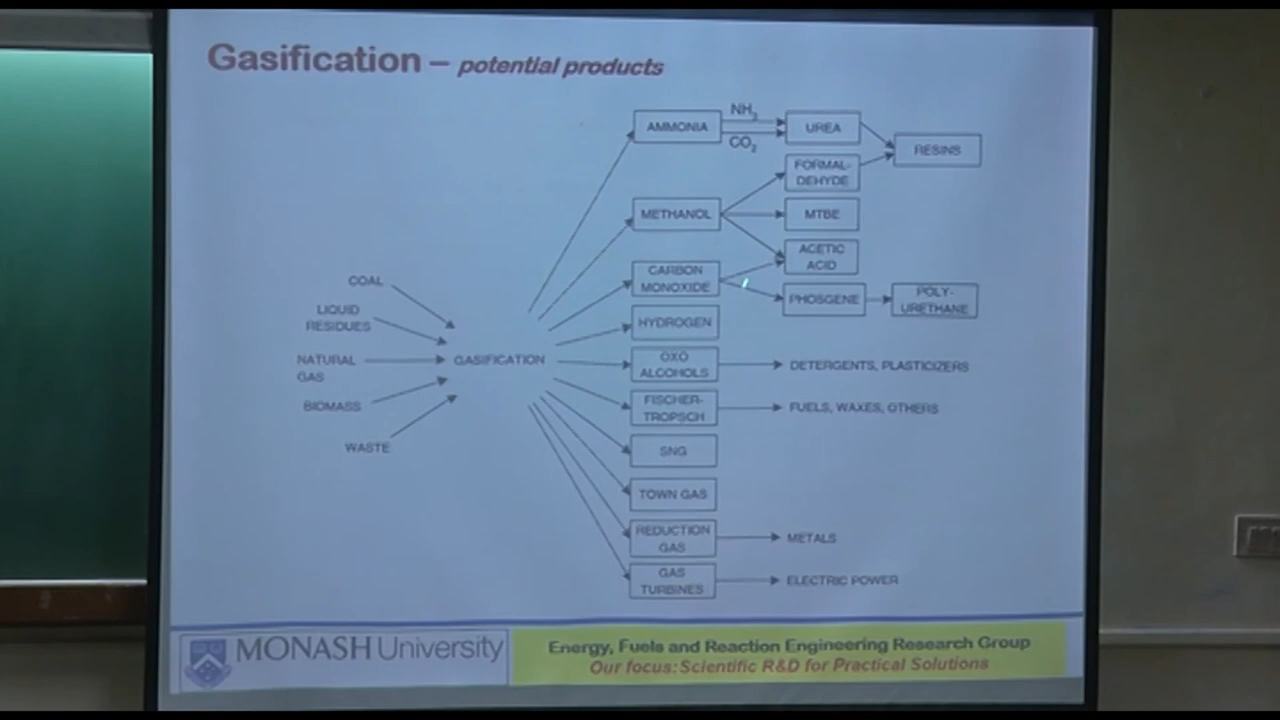 Gasification – potential products
NH3
AMMONIA
CO2
UREA
RESINS
FORMAL-
DEHYDE
METHANOL
MTBE
ACETIC
ACID
CARBON
MONOXIDE
PHOSGENE
POLY-
URETHANE
COAL
LIQUID
RESIDUES
NATURAL
GAS
BIOMASS
WASTE
GASIFICATION
HYDROGEN
OXO
ALCOHOLS
DETERGENTS, PLASTICIZERS
FISCHER-
TROPSCH
FUELS, WAXES, OTHERS
SNG
TOWN GAS
REDUCTION
GAS
METALS
GAS
TURBINES
ELECTRIC POWER
MONASH University
Energy, Fuels and Reaction Engineering Research Group
Our focus: Scientific R&D for Practical Solutions